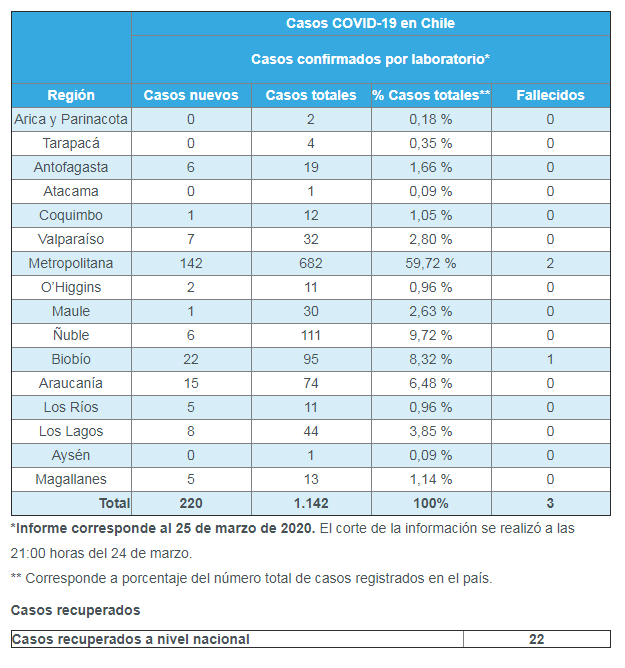 Casos COVID-19 en Chile
Casos confirmados por laboratorio*
Región Casos nuevos Casos totales % Casos totales** Fallecidos
Arica y Parinacota 0 2 0,18 % 0
Tarapacá 0 4 0,35 % 0
Antofagasta 6 19 1,66 % 0
Atacama 0 1 0,09 % 0
Coquimbo 1 12 1,05 % 0
Valparaíso 7 32 2,80 % 0
Metropolitana 142 682 59,72 % 2
O’Higgins 2 11 0,96 % 0
Maule 1 30 2,63 % 0
Ñuble 6 111 9,72 % 0
Biobío 22 95 8,32 % 1
Araucanía 15 74 6,48 % 0
Los Ríos 5 11 0,96 % 0
Los Lagos 8 44 3,85 % 0
Aysén 0 1 0,09 % 0
Magallanes 5 13 1,14 % 0
Total 220 1.142 100% 3
*Informe corresponde al 25 de marzo de 2020. El corte de la información se realizó a las
21:00 horas del 24 de marzo.
** Corresponde a porcentaje del número total de casos registrados en el país.
Casos recuperados
Casos recuperados a nivel nacional 22